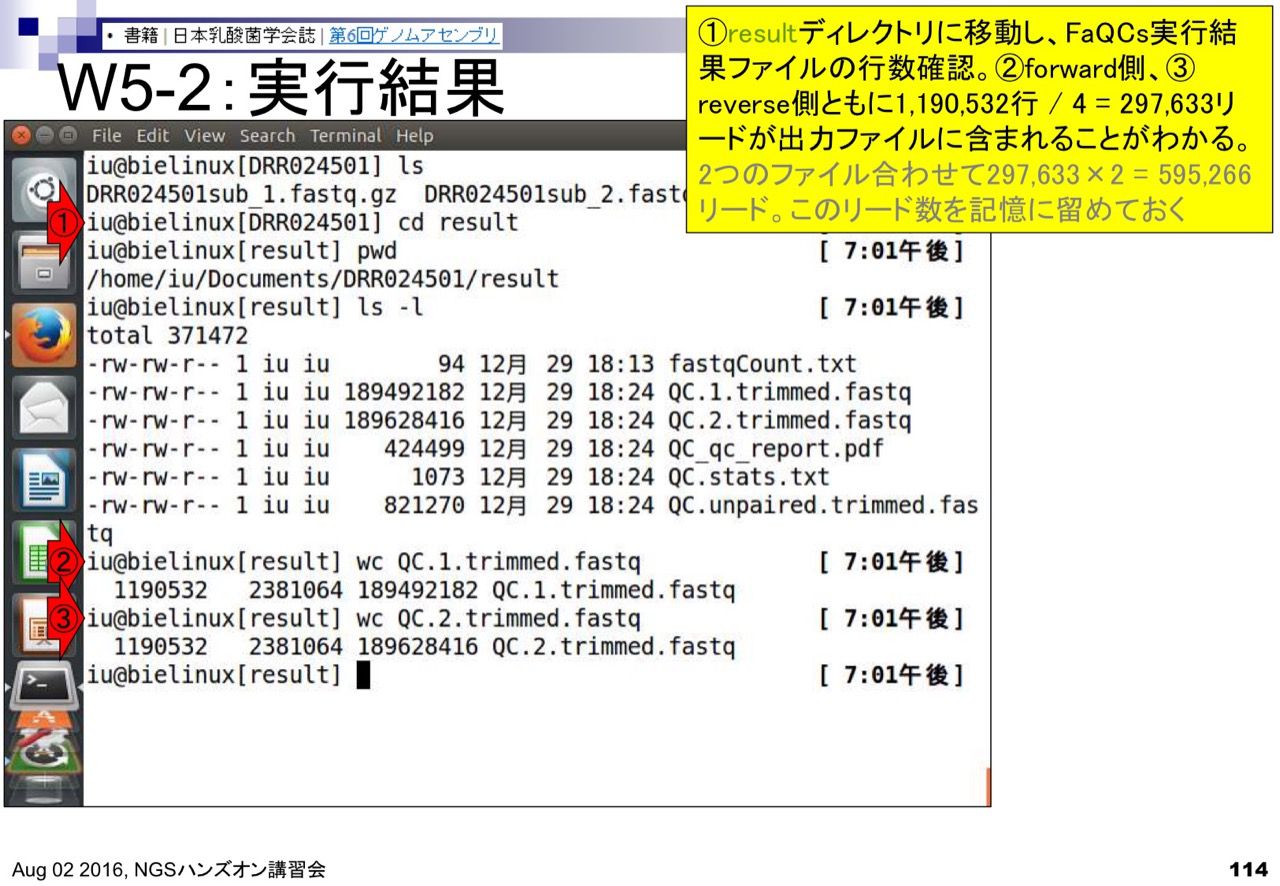 • 書籍 | 日本乳酸菌学会誌 | 第6回ゲノムアセンブリ
W5-2：実行結果
①resultディレクトリに移動し、FaQCs実行結
果ファイルの行数確認。②forward側、③
reverse側ともに1,190,532行 / 4 = 297,633リ
ードが出力ファイルに含まれることがわかる。
2つのファイル合わせて297,633×2 = 595,266
リード。このリード数を記憶に留めておく
File Edit View Search Terminal Help
iu@bielinux[DRR024501] ls
DRR024501sub_1.fastq.gz DRR024501sub_2.fast
① iu@bielinux[DRR024501] cd result
iu@bielinux[result] pwd [ 7:01午後]
/home/iu/Documents/DRR024501/result
iu@bielinux[result] ls -l [ 7:01午後]
total 371472
-rw-rw-r-- 1 iu iu 94 12月 29 18:13 fastqCount.txt
-rw-rw-r-- 1 iu iu 189492182 12月 29 18:24 QC.1.trimmed.fastq
-rw-rw-r-- 1 iu iu 189628416 12月 29 18:24 QC.2.trimmed.fastq
-rw-rw-r-- 1 iu iu 424499 12月 29 18:24 QC_qc_report.pdf
-rw-rw-r-- 1 iu iu 1073 12月 29 18:24 QC.stats.txt
-rw-rw-r-- 1 iu iu 821270 12月 29 18:24 QC.unpaired.trimmed.fas
tq
② iu@bielinux[result] wc QC.1.trimmed.fastq [ 7:01午後]
1190532 2381064 189492182 QC.1.trimmed.fastq
③ iu@bielinux[result] wc QC.2.trimmed.fastq [ 7:01午後]
1190532 2381064 189628416 QC.2.trimmed.fastq
iu@bielinux[result] [ 7:01午後]
Aug 02 2016, NGSハンズオン講習会
114